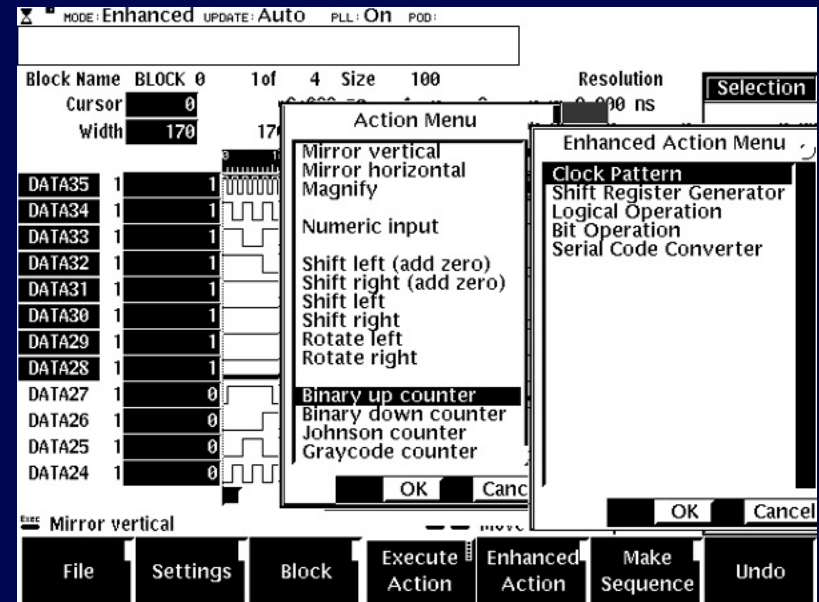 MODE: Enhanced UPDATE: Auto PLL: On POD:
Block Name BLOCK 0 1of 4 Size 100 Resolution
Cursor 0 0.000 ns
Width 170
Selection
Action Menu
Mirror vertical
Mirror horizontal
Magnify
Numeric input
Shift left (add zero)
Shift right (add zero)
Shift left
Shift right
Rotate left
Rotate right
Binary up counter
Binary down counter
Johnson counter
Graycode counter
OK Canc
Enhanced Action Menu
Clock Pattern
Shift Register Generator
Logical Operation
Bit Operation
Serial Code Converter
OK Cancel
DATA35 1 1
DATA34 1 1
DATA33 1 1
DATA32 1 1
DATA31 1 1
DATA30 1 1
DATA29 1 1
DATA28 1 1
DATA27 1 0
DATA26 1 0
DATA25 1 0
DATA24 1 0
Exec Mirror vertical
File Settings Block Execute Action Enhanced Action Make Sequence Undo